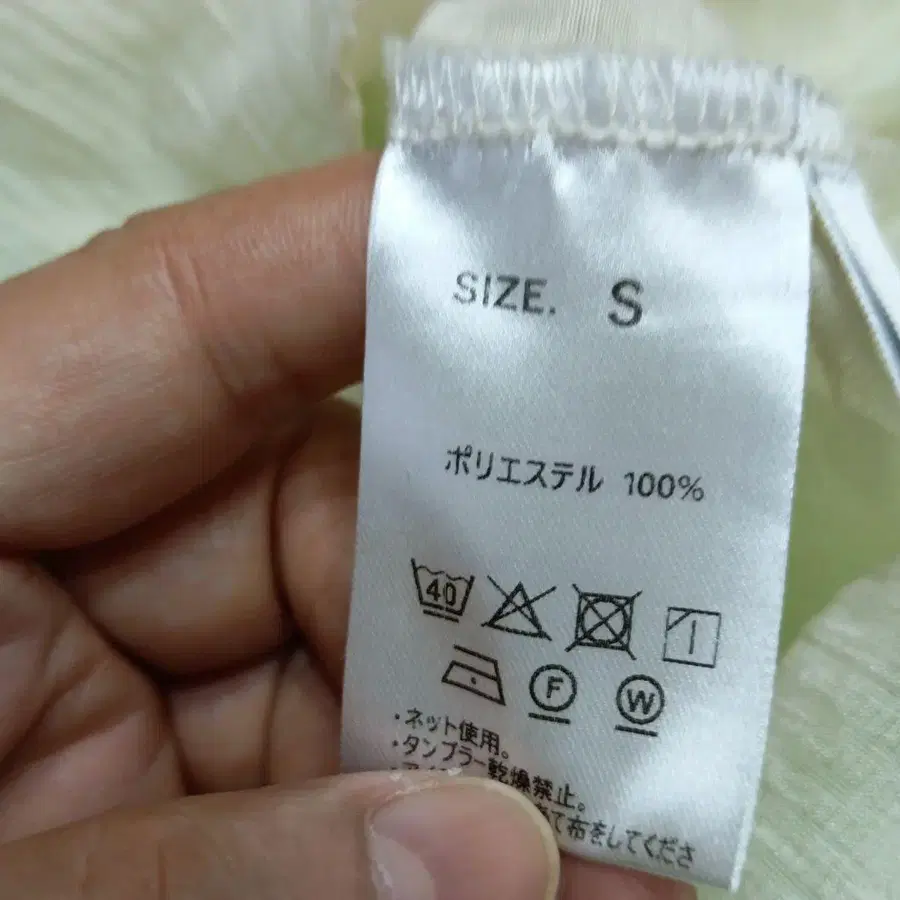 SIZE. S
ポリエステル 100%
40
F W
・ネット使用。
・タンブラー乾燥禁止。
て布をしてくださ